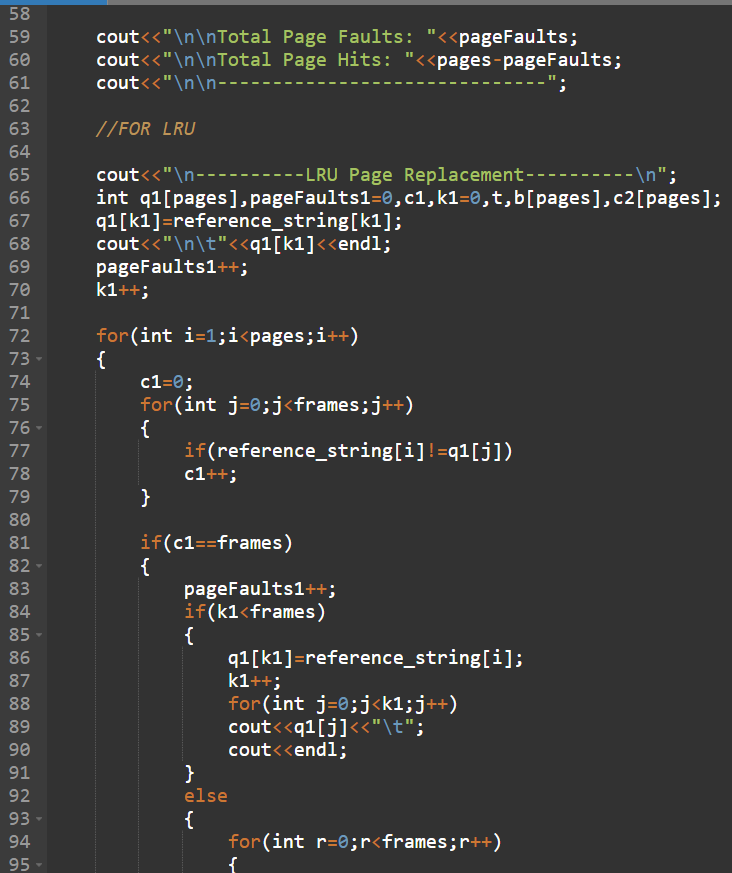 58
59 cout<<"\n\nTotal Page Faults: "<<pageFaults;
60 cout<<"\n\nTotal Page Hits: "<<pages-pageFaults;
61 cout<<"\n\n------------------------------";
62
63 //FOR LRU
64
65 cout<<"\n----------LRU Page Replacement----------\n";
66 int q1[pages],pageFaults1=0,c1,k1=0,t,b[pages],c2[pages];
67 q1[k1]=reference_string[k1];
68 cout<<"\n\t"<<q1[k1]<<endl;
69 pageFaults1++;
70 k1++;
71
72 for(int i=1;i<pages;i++)
73 {
74 c1=0;
75 for(int j=0;j<frames;j++)
76 {
77 if(reference_string[i]!=q1[j])
78 c1++;
79 }
80
81 if(c1==frames)
82 {
83 pageFaults1++;
84 if(k1<frames)
85 {
86 q1[k1]=reference_string[i];
87 k1++;
88 for(int j=0;j<k1;j++)
89 cout<<q1[j]<<"\t";
90 cout<<endl;
91 }
92 else
93 {
94 for(int r=0;r<frames;r++)
95 {